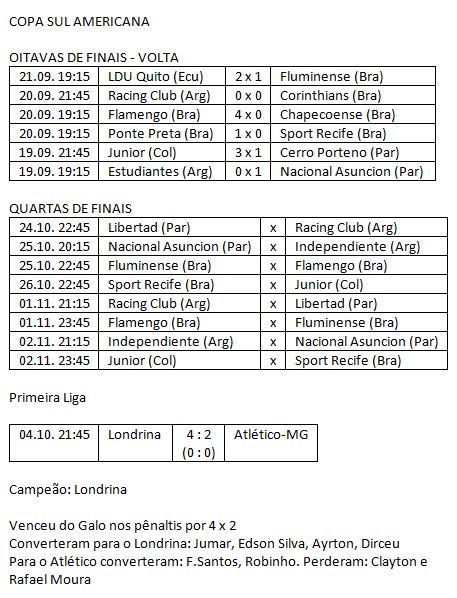 COPA SUL AMERICANA
OITAVAS DE FINAIS - VOLTA
21.09. 19:15 LDU Quito (Ecu) 2 x 1 Fluminense (Bra)
20.09. 21:45 Racing Club (Arg) 0 x 0 Corinthians (Bra)
20.09. 19:15 Flamengo (Bra) 4 x 0 Chapecoense (Bra)
20.09. 19:15 Ponte Preta (Bra) 1 x 0 Sport Recife (Bra)
19.09. 21:45 Junior (Col) 3 x 1 Cerro Porteno (Par)
19.09. 19:15 Estudiantes (Arg) 0 x 1 Nacional Asuncion (Par)
QUARTAS DE FINAIS
24.10. 22:45 Libertad (Par) x Racing Club (Arg)
25.10. 20:15 Nacional Asuncion (Par) x Independiente (Arg)
25.10. 22:45 Fluminense (Bra) x Flamengo (Bra)
26.10. 22:45 Sport Recife (Bra) x Junior (Col)
01.11. 21:15 Racing Club (Arg) x Libertad (Par)
01.11. 23:45 Flamengo (Bra) x Fluminense (Bra)
02.11. 21:15 Independiente (Arg) x Nacional Asuncion (Par)
02.11. 23:45 Junior (Col) x Sport Recife (Bra)
Primeira Liga
04.10. 21:45 Londrina 4 : 2 Atlético-MG
(0 : 0)
Campeão: Londrina
Venceu do Galo nos pênaltis por 4 x 2
Converteram para o Londrina: Jumar, Edson Silva, Ayrton, Dirceu
Para o Atlético converteram: F.Santos, Robinho. Perderam: Clayton e
Rafael Moura